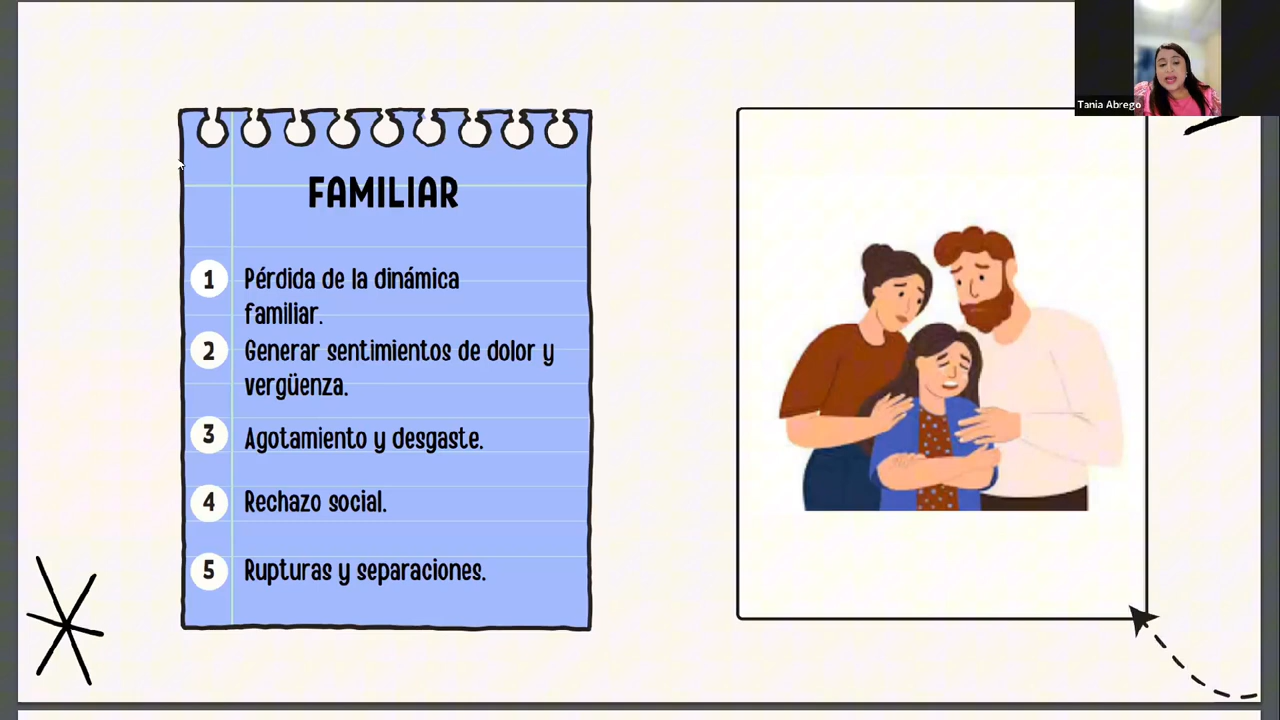 Tania Abrego
FAMILIAR
1 Pérdida de la dinámica
familiar.
2 Generar sentimientos de dolor y
vergüenza.
3 Agotamiento y desgaste.
4 Rechazo social.
5 Rupturas y separaciones.